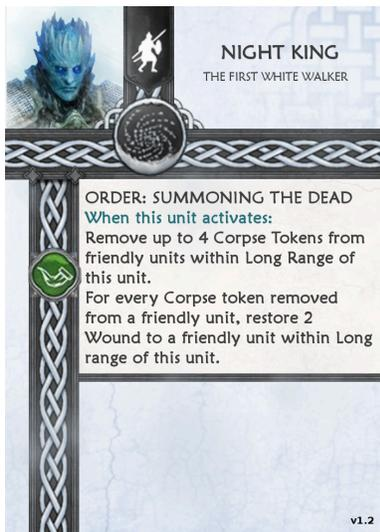 NIGHT KING
THE FIRST WHITE WALKER
ORDER: SUMMONING THE DEAD
When this unit activates:
Remove up to 4 Corpse Tokens from
friendly units within Long Range of
this unit.
For every Corpse token removed
from a friendly unit, restore 2
Wound to a friendly unit within Long
range of this unit.
v1.2